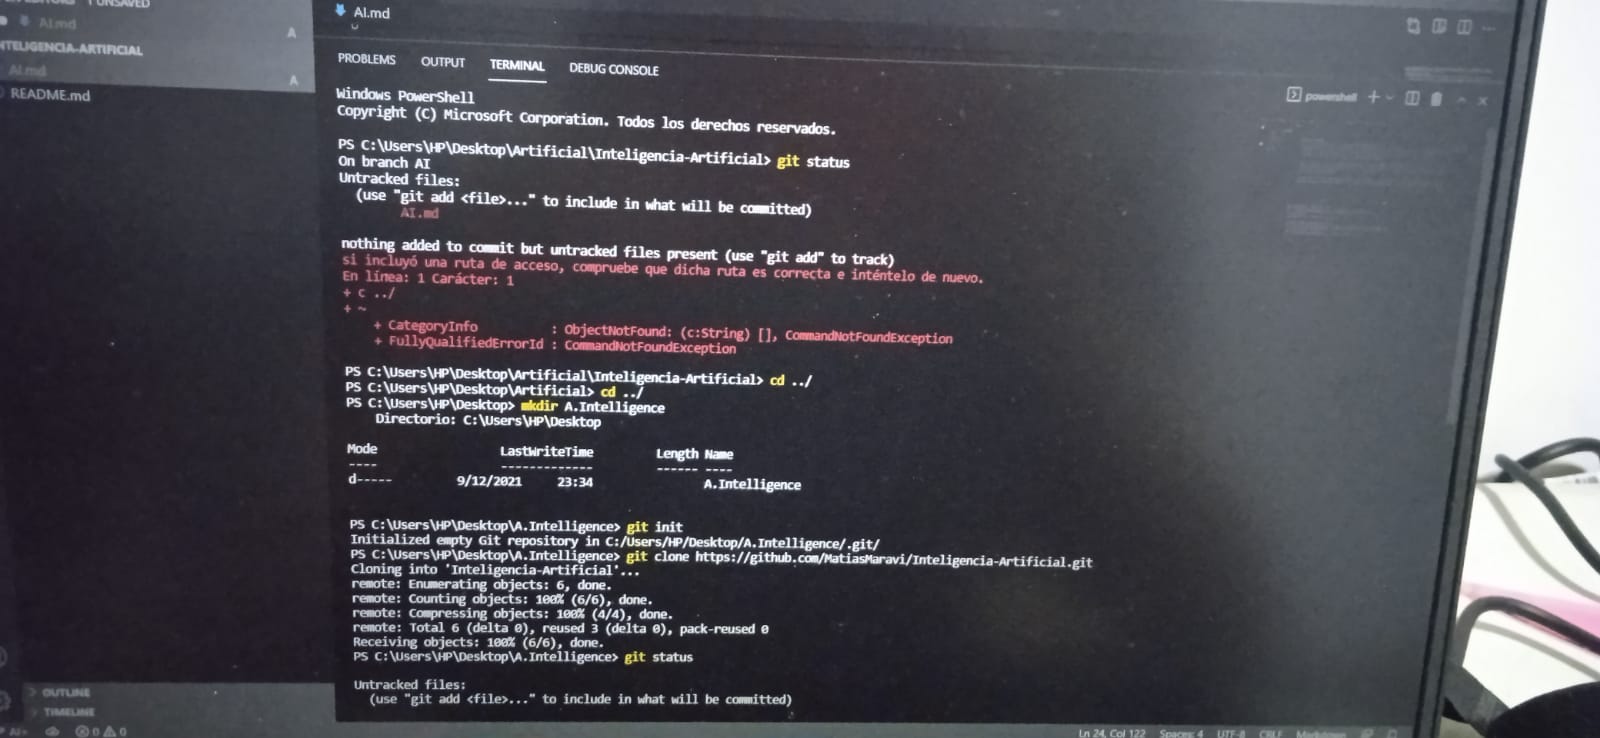 1 UNSAVED
AI.md
A
INTELIGENCIA-ARTIFICIAL
AI.md
A
README.md
AI.md
PROBLEMS OUTPUT TERMINAL DEBUG CONSOLE
powershell
Windows PowerShell
Copyright (C) Microsoft Corporation. Todos los derechos reservados.
PS C:\Users\HP\Desktop\Artificial\Inteligencia-Artificial> git status
On branch AI
Untracked files:
(use "git add <file>..." to include in what will be committed)
AI.md
nothing added to commit but untracked files present (use "git add" to track)
si incluyó una ruta de acceso, compruebe que dicha ruta es correcta e inténtelo de nuevo.
En línea: 1 Carácter: 1
+ c ../
+ ~
+ CategoryInfo : ObjectNotFound: (c:String) [], CommandNotFoundException
+ FullyQualifiedErrorId : CommandNotFoundException
PS C:\Users\HP\Desktop\Artificial\Inteligencia-Artificial> cd ../
PS C:\Users\HP\Desktop\Artificial> cd ../
PS C:\Users\HP\Desktop> mkdir A.Intelligence
Directorio: C:\Users\HP\Desktop
Mode LastWriteTime Length Name
---- ------------- ------ ----
d----- 9/12/2021 23:34 A.Intelligence
PS C:\Users\HP\Desktop\A.Intelligence> git init
Initialized empty Git repository in C:/Users/HP/Desktop/A.Intelligence/.git/
PS C:\Users\HP\Desktop\A.Intelligence> git clone https://github.com/MatiasMaravi/Inteligencia-Artificial.git
Cloning into 'Inteligencia-Artificial'...
remote: Enumerating objects: 6, done.
remote: Counting objects: 100% (6/6), done.
remote: Compressing objects: 100% (4/4), done.
remote: Total 6 (delta 0), reused 3 (delta 0), pack-reused 0
Receiving objects: 100% (6/6), done.
PS C:\Users\HP\Desktop\A.Intelligence> git status
Untracked files:
(use "git add <file>..." to include in what will be committed)
OUTLINE
TIMELINE
AI+ 0 0
Ln 24, Col 122 Spaces: 4 UTF-8 CRLF Markdown